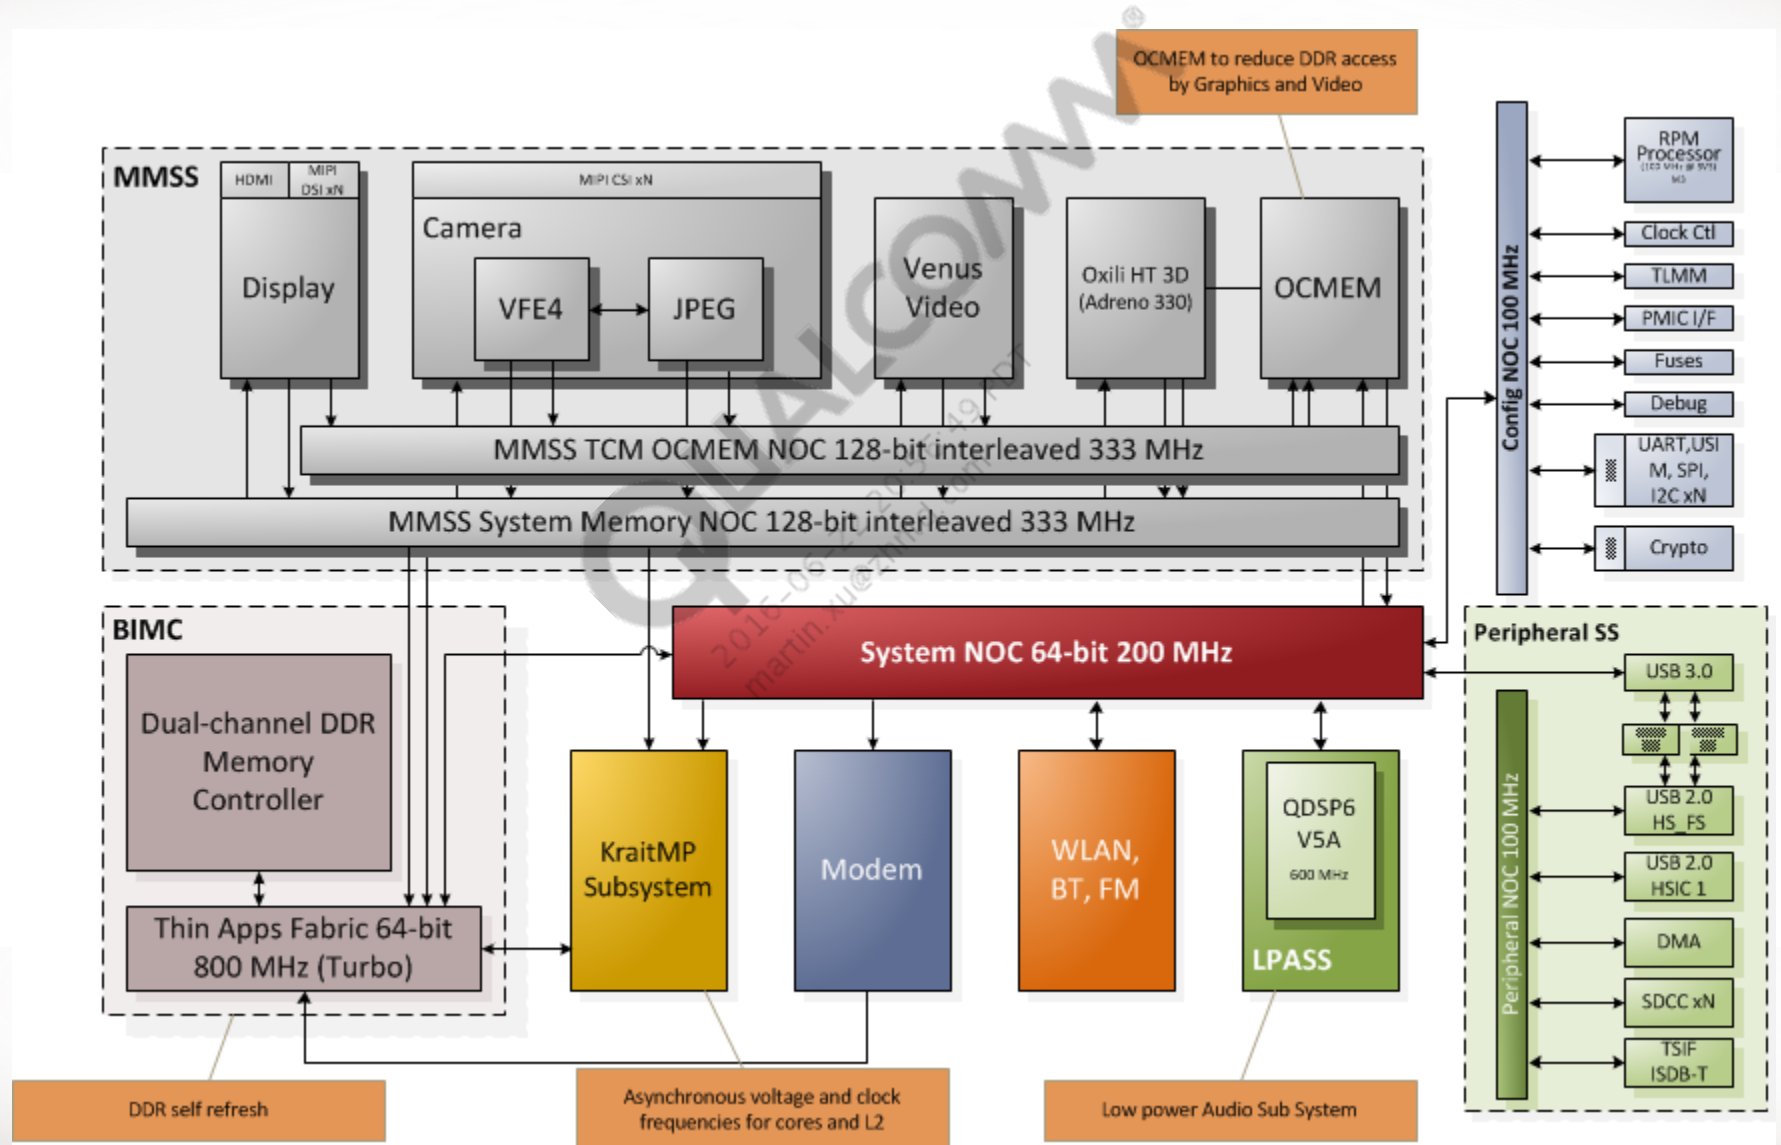 OCMEM to reduce DDR access
by Graphics and Video
MMSS
HDMI
MIPI
DSI xN
Display
MIPI CSI xN
Camera
VFE4
JPEG
Venus
Video
Oxili HT 3D
(Adreno 330)
OCMEM
MMSS TCM OCMEM NOC 128-bit interleaved 333 MHz
MMSS System Memory NOC 128-bit interleaved 333 MHz
QUALCOMM®
2016-06-22 20:56:49 PDT
Config NOC 100 MHz
RPM
Processor
Clock Ctl
TLMM
PMIC I/F
Fuses
Debug
UART,USI
M, SPI,
I2C xN
Crypto
BIMC
Dual-channel DDR
Memory
Controller
Thin Apps Fabric 64-bit
800 MHz (Turbo)
System NOC 64-bit 200 MHz
KraitMP
Subsystem
Modem
WLAN,
BT, FM
QDSP6
V5A
600 MHz
LPASS
Peripheral SS
Peripheral NOC 100 MHz
USB 3.0
USB 2.0
HS_FS
USB 2.0
HSIC 1
DMA
SDCC xN
TSIF
ISDB-T
DDR self refresh
Asynchronous voltage and clock
frequencies for cores and L2
Low power Audio Sub System